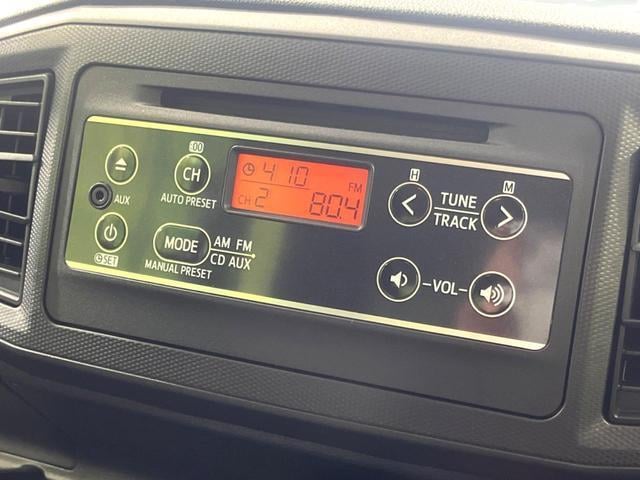 :00
CH
AUTO PRESET
AUX
SET
MODE
MANUAL PRESET
AM FM
CD AUX
4:10
FM
CH 2 80.4
H
M
TUNE
TRACK
-VOL-